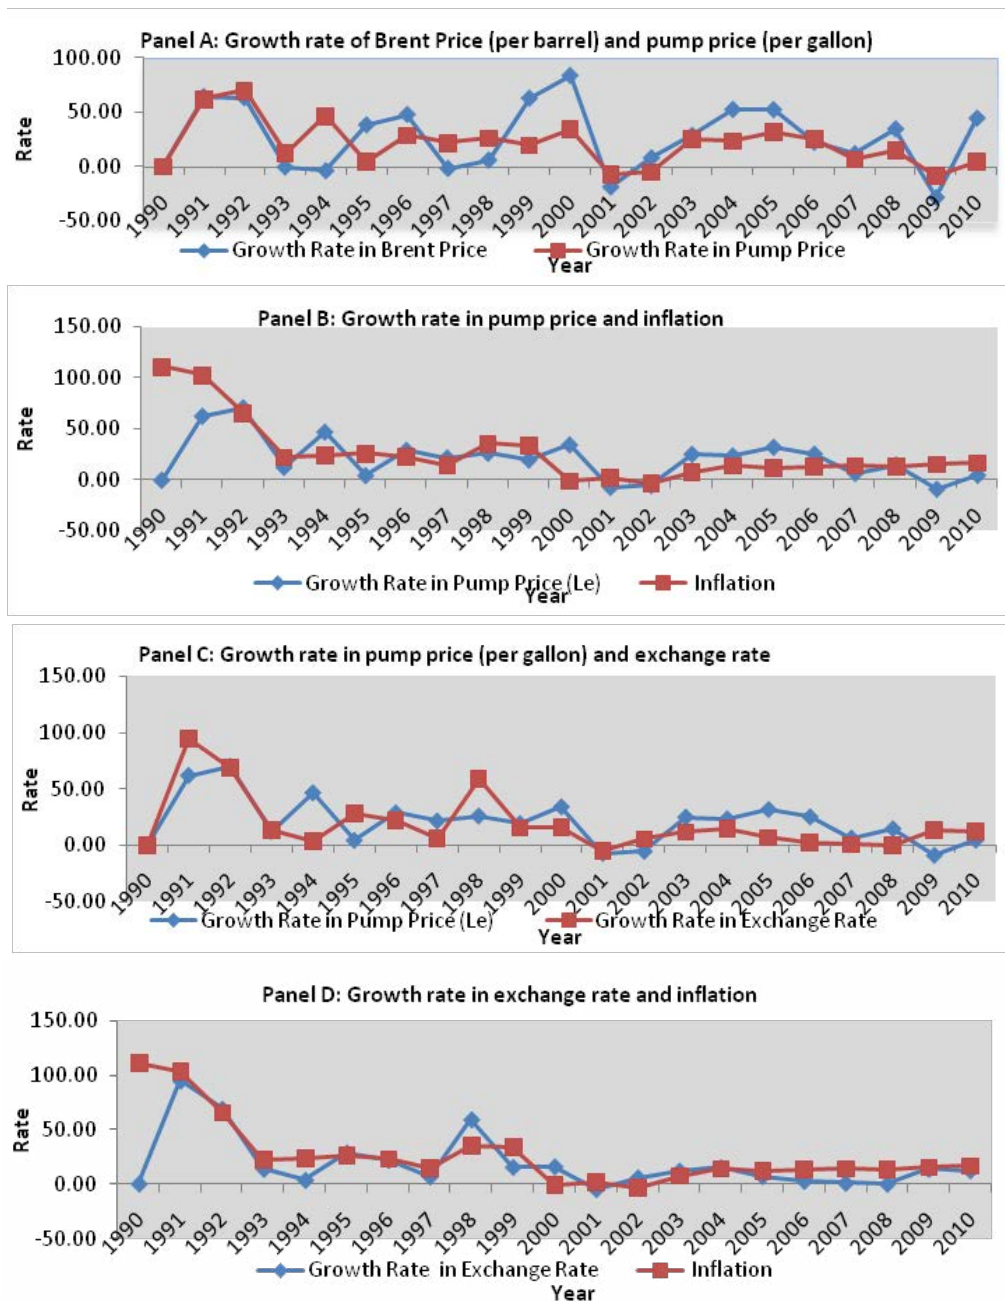 Panel A: Growth rate of Brent Price (per barrel) and pump price (per gallon)
100.00
50.00
0.00
-50.00
Rate
1990 1991 1992 1993 1994 1995 1996 1997 1998 1999 2000 2001 2002 2003 2004 2005 2006 2007 2008 2009 2010
Growth Rate in Brent Price Growth Rate in Pump Price
Year
Panel B: Growth rate in pump price and inflation
150.00
100.00
50.00
0.00
-50.00
Rate
1990 1991 1992 1993 1994 1995 1996 1997 1998 1999 2000 2001 2002 2003 2004 2005 2006 2007 2008 2009 2010
Growth Rate in Pump Price (Le) Inflation
Year
Panel C: Growth rate in pump price (per gallon) and exchange rate
150.00
100.00
50.00
0.00
-50.00
Rate
1990 1991 1992 1993 1994 1995 1996 1997 1998 1999 2000 2001 2002 2003 2004 2005 2006 2007 2008 2009 2010
Growth Rate in Pump Price (Le) Growth Rate in Exchange Rate
Year
Panel D: Growth rate in exchange rate and inflation
150.00
100.00
50.00
0.00
-50.00
Rate
1990 1991 1992 1993 1994 1995 1996 1997 1998 1999 2000 2001 2002 2003 2004 2005 2006 2007 2008 2009 2010
Growth Rate in Exchange Rate Inflation
Year